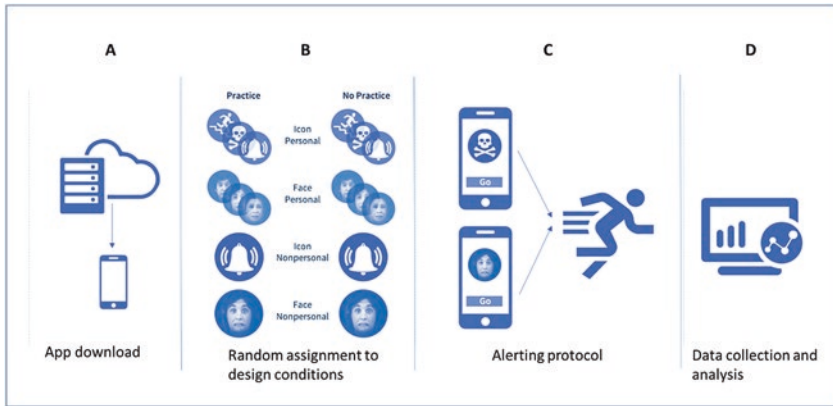 A
B
C
D
Practice
No Practice
Icon
Personal
Face
Personal
Icon
Nonpersonal
Face
Nonpersonal
Go
Go
App download
Random assignment to
design conditions
Alerting protocol
Data collection and
analysis